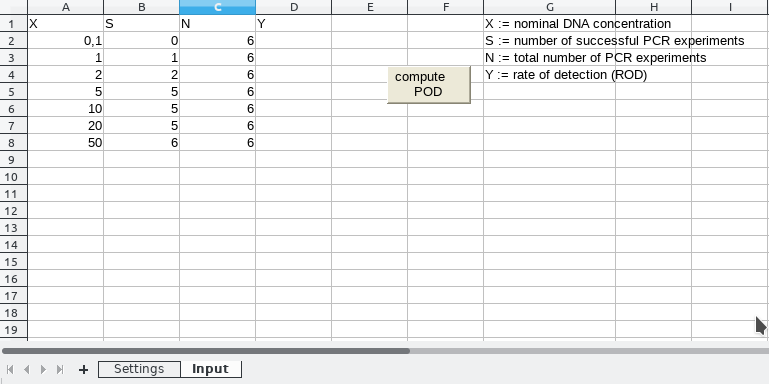 A B C D E F G H I
1 X S N Y X := nominal DNA concentration
2 0,1 0 6 S := number of successful PCR experiments
3 1 1 6 N := total number of PCR experiments
4 2 2 6 compute Y := rate of detection (ROD)
5 5 5 6 POD
6 10 5 6
7 20 5 6
8 50 6 6
9
10
11
12
13
14
15
16
17
18
19
+ Settings Input